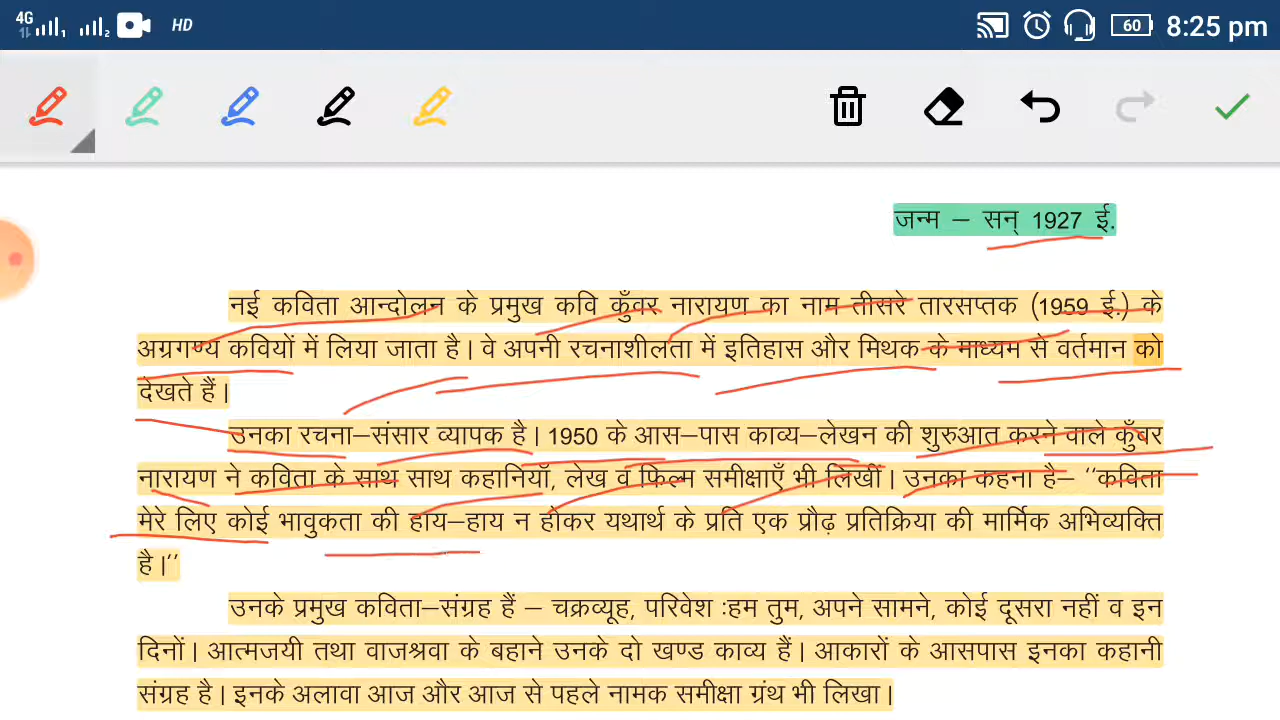 4G 1 2 HD 60 8:25 pm
जन्म – सन् 1927 ई.
नई कविता आन्दोलन के प्रमुख कवि कुँवर नारायण का नाम तीसरे तारसप्तक (1959 ई.) के
अग्रगण्य कवियों में लिया जाता है। वे अपनी रचनाशीलता में इतिहास और मिथक के माध्यम से वर्तमान को
देखते हैं।
उनका रचना–संसार व्यापक है। 1950 के आस–पास काव्य–लेखन की शुरुआत करने वाले कुँवर
नारायण ने कविता के साथ साथ कहानियाँ, लेख व फिल्म समीक्षाएँ भी लिखीं। उनका कहना है– ‘‘कविता
मेरे लिए कोई भावुकता की हाय–हाय न होकर यथार्थ के प्रति एक प्रौढ़ प्रतिक्रिया की मार्मिक अभिव्यक्ति
है।’’
उनके प्रमुख कविता–संग्रह हैं – चक्रव्यूह, परिवेश :हम तुम, अपने सामने, कोई दूसरा नहीं व इन
दिनों। आत्मजयी तथा वाजश्रवा के बहाने उनके दो खण्ड काव्य हैं। आकारों के आसपास इनका कहानी
संग्रह है। इनके अलावा आज और आज से पहले नामक समीक्षा ग्रंथ भी लिखा।